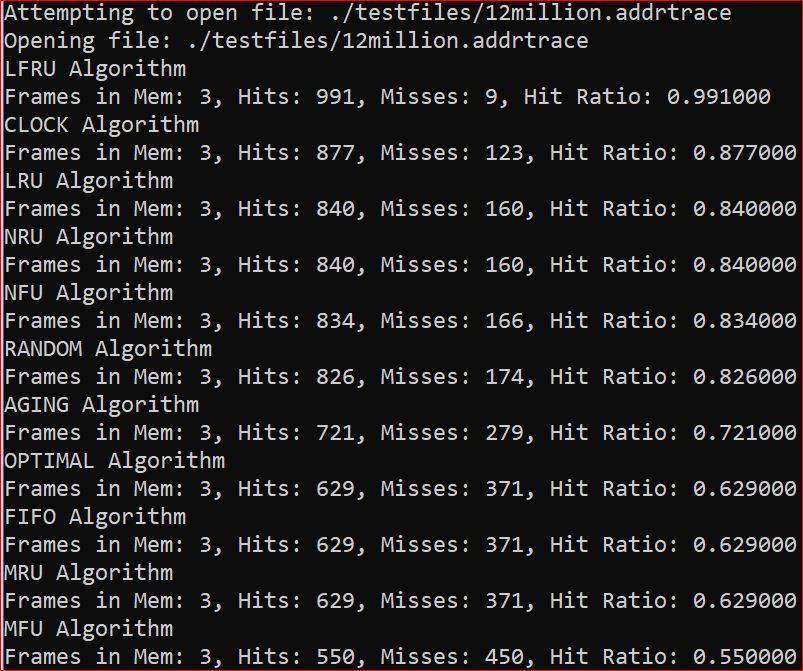 Attempting to open file: ./testfiles/12million.addrtrace
Opening file: ./testfiles/12million.addrtrace
LFRU Algorithm
Frames in Mem: 3, Hits: 991, Misses: 9, Hit Ratio: 0.991000
CLOCK Algorithm
Frames in Mem: 3, Hits: 877, Misses: 123, Hit Ratio: 0.877000
LRU Algorithm
Frames in Mem: 3, Hits: 840, Misses: 160, Hit Ratio: 0.840000
NRU Algorithm
Frames in Mem: 3, Hits: 840, Misses: 160, Hit Ratio: 0.840000
NFU Algorithm
Frames in Mem: 3, Hits: 834, Misses: 166, Hit Ratio: 0.834000
RANDOM Algorithm
Frames in Mem: 3, Hits: 826, Misses: 174, Hit Ratio: 0.826000
AGING Algorithm
Frames in Mem: 3, Hits: 721, Misses: 279, Hit Ratio: 0.721000
OPTIMAL Algorithm
Frames in Mem: 3, Hits: 629, Misses: 371, Hit Ratio: 0.629000
FIFO Algorithm
Frames in Mem: 3, Hits: 629, Misses: 371, Hit Ratio: 0.629000
MRU Algorithm
Frames in Mem: 3, Hits: 629, Misses: 371, Hit Ratio: 0.629000
MFU Algorithm
Frames in Mem: 3, Hits: 550, Misses: 450, Hit Ratio: 0.550000